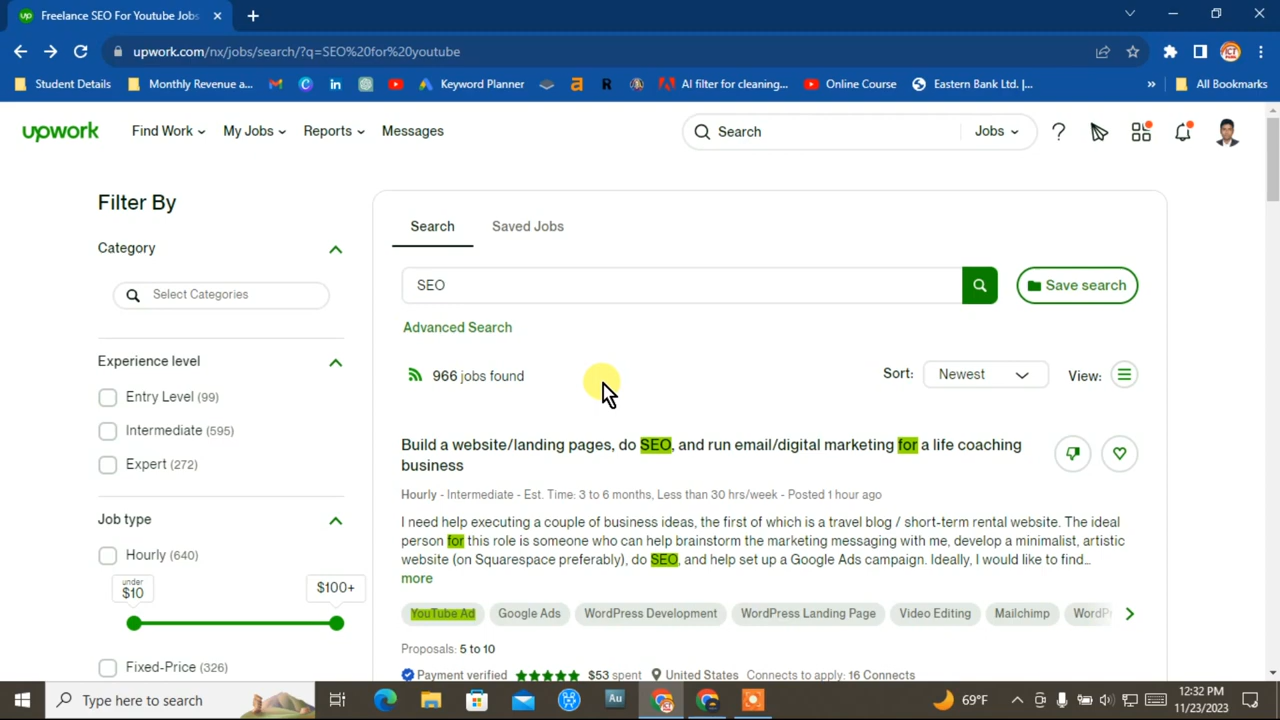 Freelance SEO For Youtube Jobs
upwork.com/nx/jobs/search/?q=SEO%20for%20youtube
Student Details
Monthly Revenue a...
Keyword Planner
AI filter for cleaning...
Online Course
Eastern Bank Ltd. |...
»
All Bookmarks
upwork
Find Work
My Jobs
Reports
Messages
Search
Jobs
Filter By
Category
Select Categories
Experience level
Entry Level (99)
Intermediate (595)
Expert (272)
Job type
Hourly (640)
under
$10
$100+
Fixed-Price (326)
Search
Saved Jobs
SEO
Save search
Advanced Search
966 jobs found
Sort:
Newest
View:
Build a website/landing pages, do SEO, and run email/digital marketing for a life coaching
business
Hourly - Intermediate - Est. Time: 3 to 6 months, Less than 30 hrs/week - Posted 1 hour ago
I need help executing a couple of business ideas, the first of which is a travel blog / short-term rental website. The ideal
person for this role is someone who can help brainstorm the marketing messaging with me, develop a minimalist, artistic
website (on Squarespace preferably), do SEO, and help set up a Google Ads campaign. Ideally, I would like to find...
more
YouTube Ad
Google Ads
WordPress Development
WordPress Landing Page
Video Editing
Mailchimp
Proposals: 5 to 10
Payment verified
$53 spent
United States
Connects to apply: 16 Connects
Type here to search
Au
69°F
12:32 PM
11/23/2023